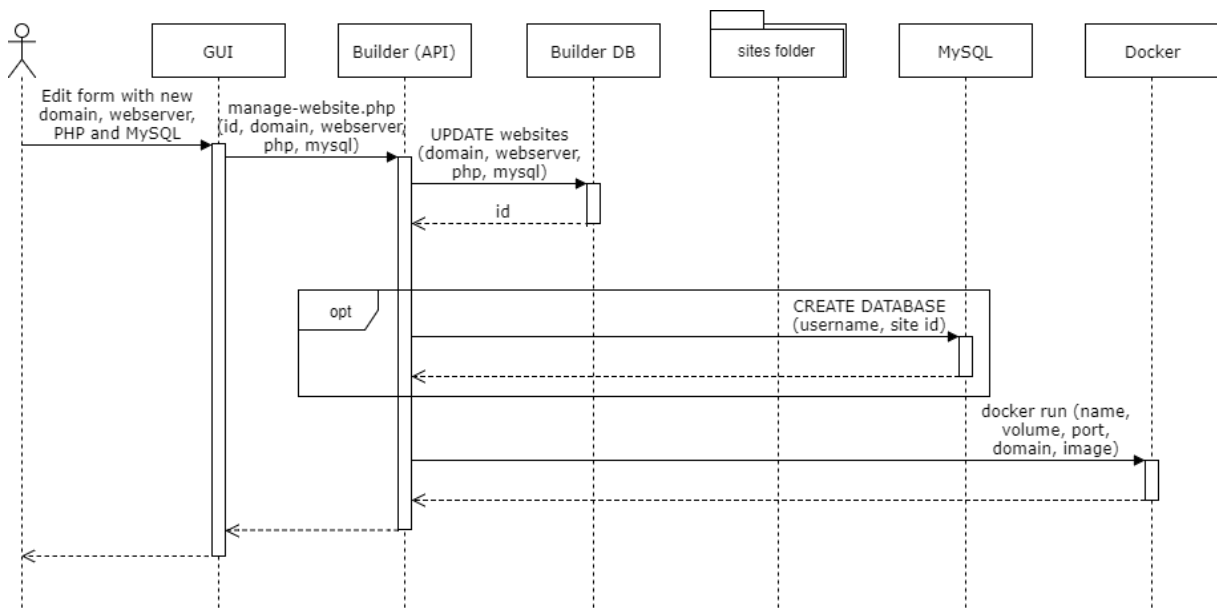 GUI
Builder (API)
Builder DB
sites folder
MySQL
Docker
Edit form with new
domain, webserver,
PHP and MySQL
manage-website.php
(id, domain, webserver,
php, mysql)
UPDATE websites
(domain, webserver,
php, mysql)
id
opt
CREATE DATABASE
(username, site id)
docker run (name,
volume, port,
domain, image)